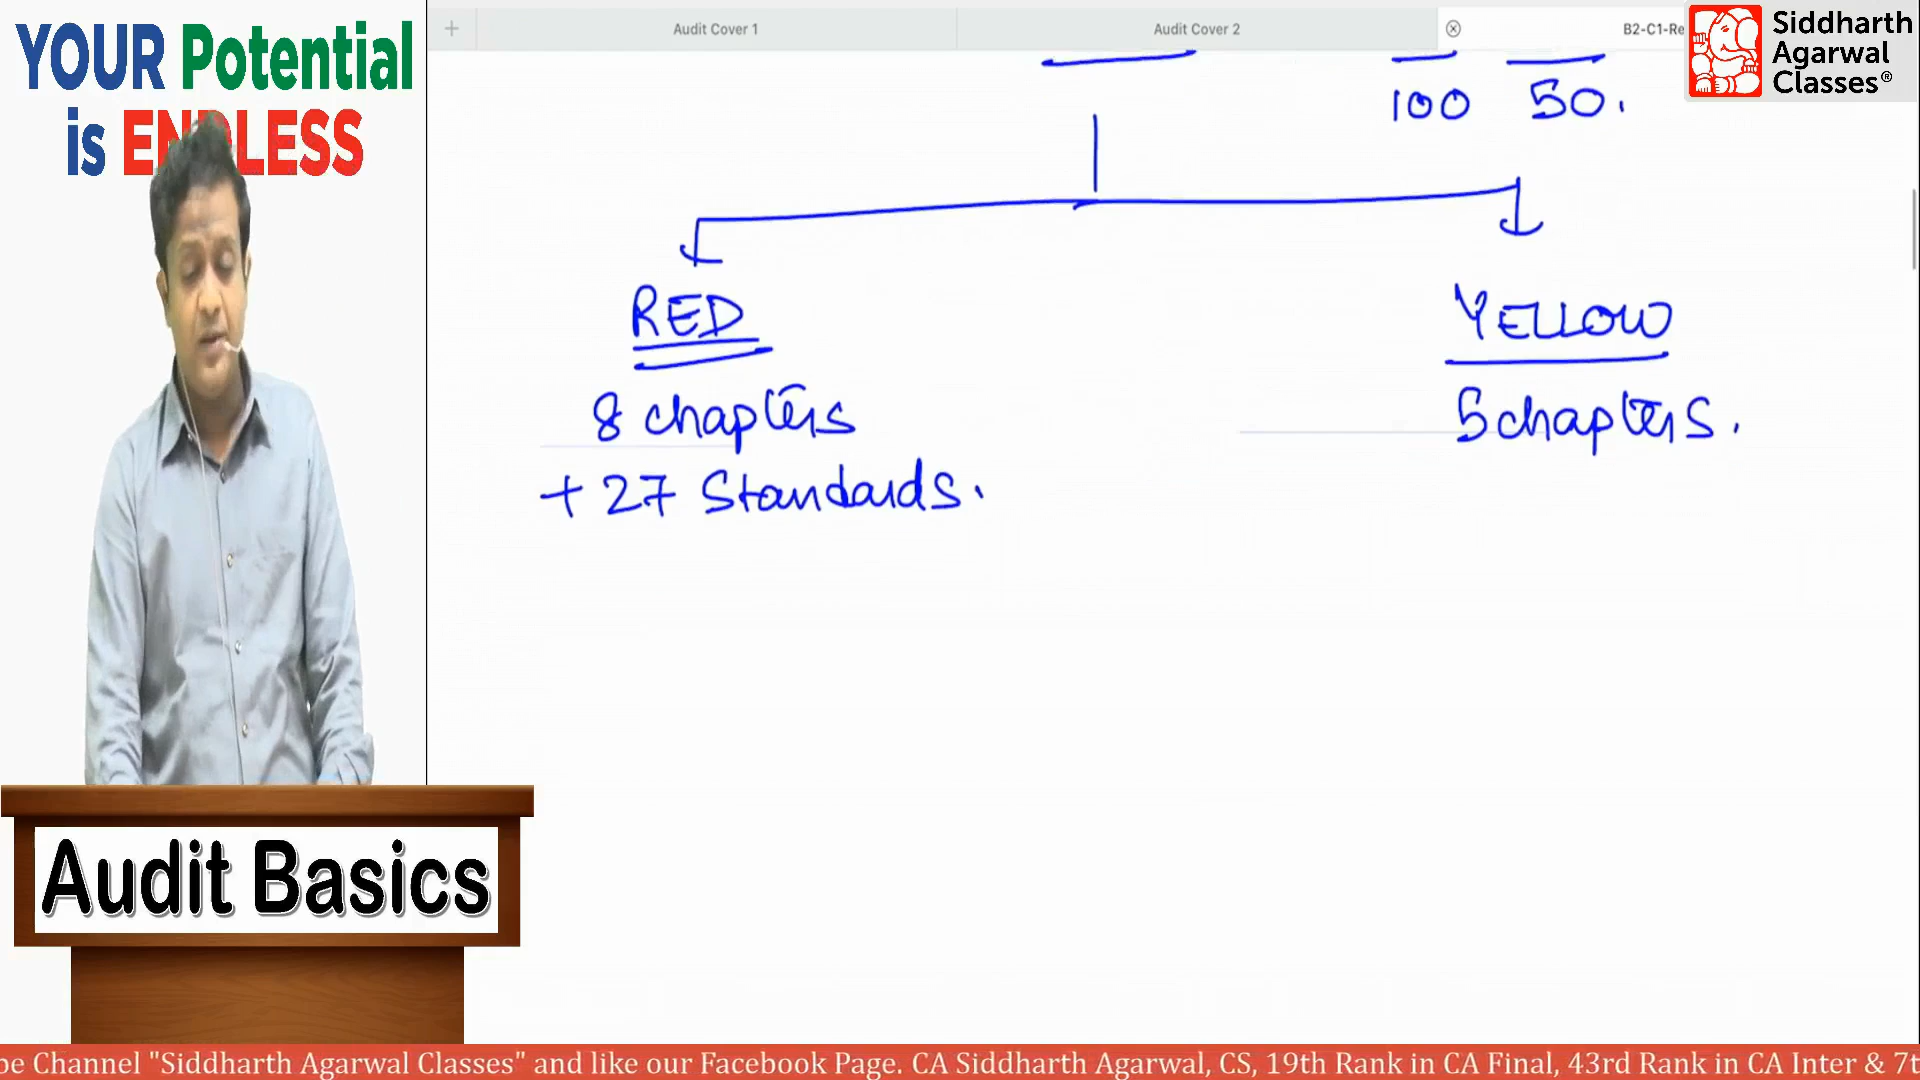 YOUR Potential
is ENDLESS
+
Audit Cover 1
Audit Cover 2
B2-C1-Re
Siddharth
Agarwal
Classes®
100 50.
RED
YELLOW
8 chapters
5 chapters.
+ 27 Standards.
Audit Basics
be Channel "Siddharth Agarwal Classes" and like our Facebook Page. CA Siddharth Agarwal, CS, 19th Rank in CA Final, 43rd Rank in CA Inter & 7t